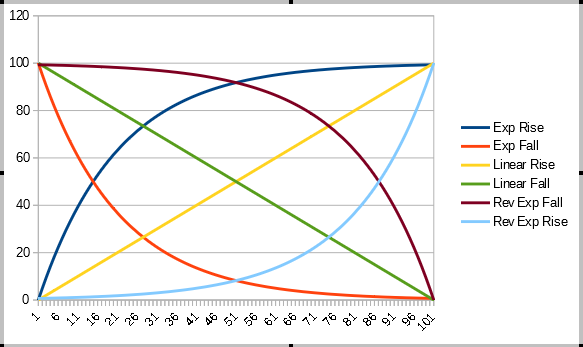 120
100
80
60
40
20
0
1 6 11 16 21 26 31 36 41 46 51 56 61 66 71 76 81 86 91 96 101
Exp Rise
Exp Fall
Linear Rise
Linear Fall
Rev Exp Fall
Rev Exp Rise